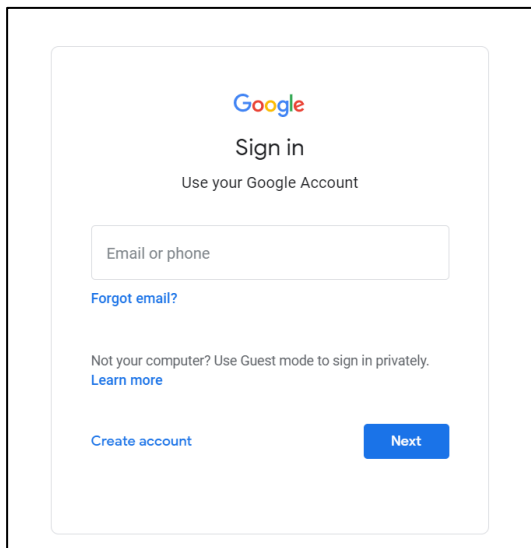 Google
Sign in
Use your Google Account
Email or phone
Forgot email?
Not your computer? Use Guest mode to sign in privately.
Learn more
Create account
Next